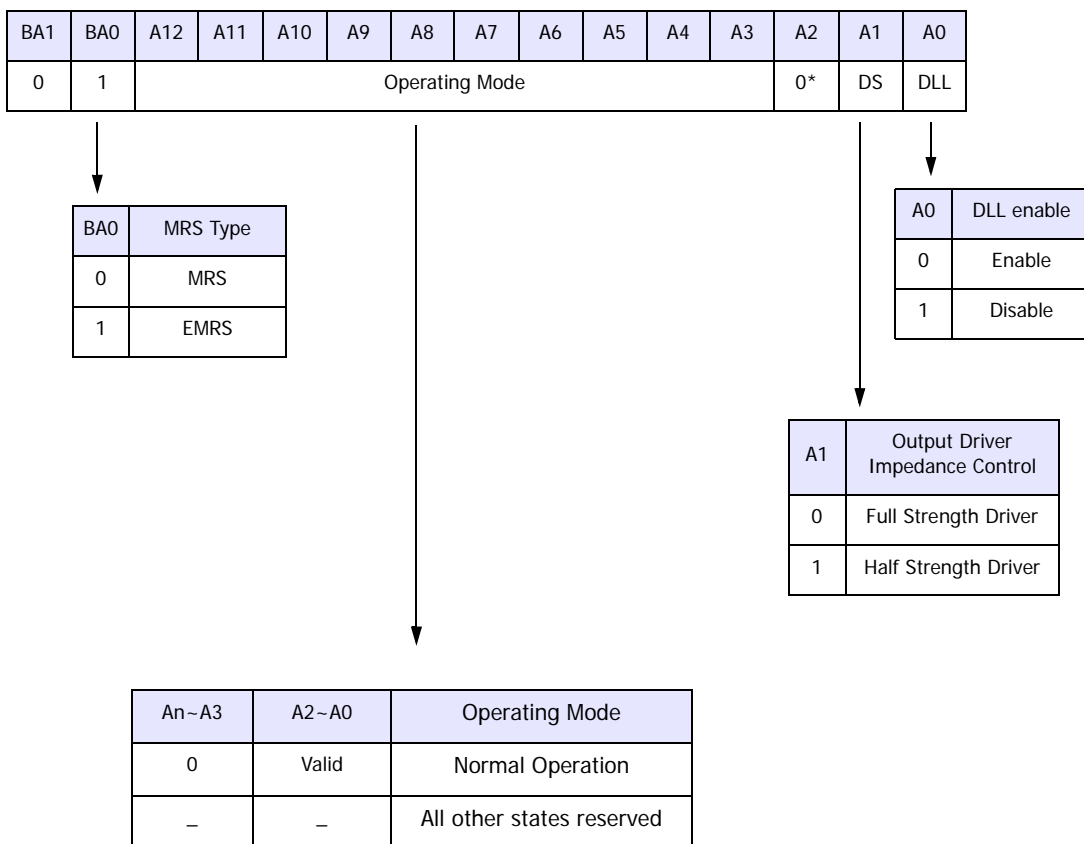 BA1 BA0 A12 A11 A10 A9 A8 A7 A6 A5 A4 A3 A2 A1 A0
0 1 Operating Mode 0* DS DLL
BA0 MRS Type
0 MRS
1 EMRS
A0 DLL enable
0 Enable
1 Disable
A1 Output Driver
Impedance Control
0 Full Strength Driver
1 Half Strength Driver
An~A3 A2~A0 Operating Mode
0 Valid Normal Operation
_ _ All other states reserved